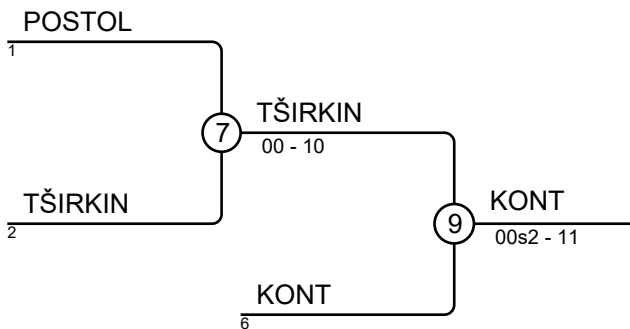 POSTOL
1
7
TŠIRKIN
00 - 10
TŠIRKIN
2
9
KONT
00s2 - 11
KONT
6